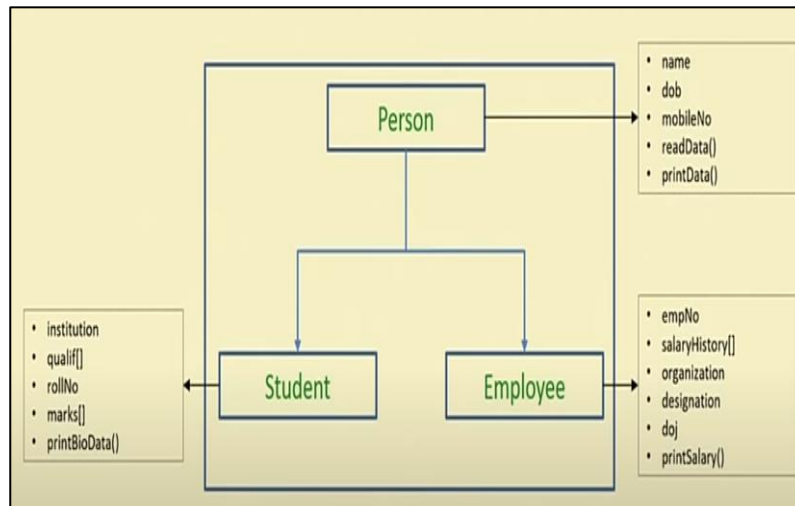 Person
• name
• dob
• mobileNo
• readData()
• printData()
Student
• institution
• qualif[]
• rollNo
• marks[]
• printBioData()
Employee
• empNo
• salaryHistory[]
• organization
• designation
• doj
• printSalary()